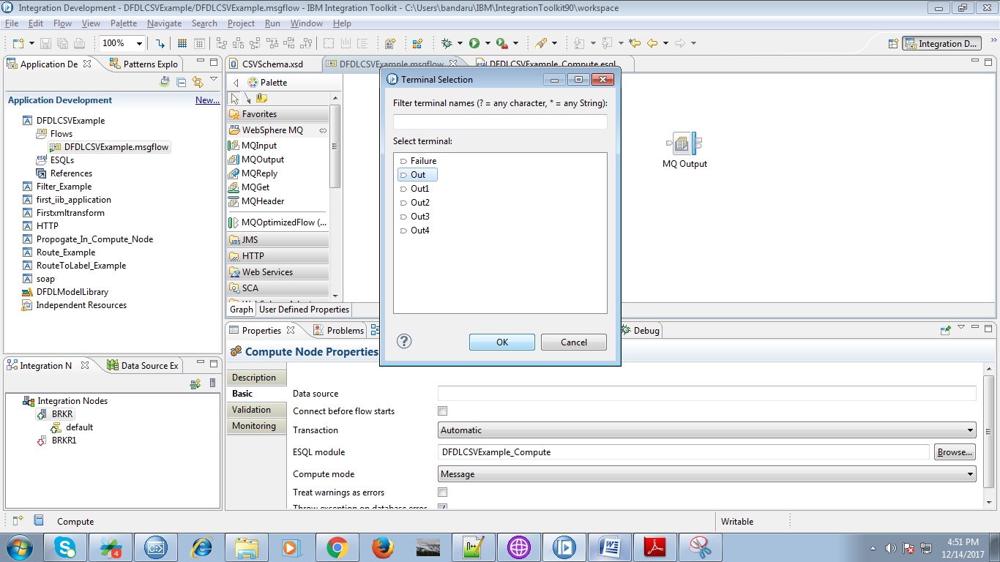 Integration Development - DFDLCSVExample/DFDLCSVExample.msgflow - IBM Integration Toolkit - C:\Users\bandaru\IBM\IntegrationToolkit90\workspace
File Edit Flow View Palette Navigate Search Project Run Window Help
100%
Integration D...
Application De
Patterns Explo
Application Development
New...
DFDLCSVExample
Flows
DFDLCSVExample.msgflow
ESQLs
References
Filter_Example
first_iib_application
Firstxmltransform
HTTP
Propogate_In_Compute_Node
Route_Example
RouteToLabel_Example
soap
DFDLModelLibrary
Independent Resources
Integration N
Data Source Ex
Integration Nodes
BRKR
default
BRKR1
CSVSchema.xsd
DFDLCSVExample.msgflow
DFDLCSVExample_Compute.esql
Palette
Favorites
WebSphere MQ
MQInput
MQOutput
MQReply
MQGet
MQHeader
MQOptimizedFlow (...
JMS
HTTP
Web Services
SCA
Graph
User Defined Properties
MQ Output
Terminal Selection
Filter terminal names (? = any character, * = any String):
Select terminal:
Failure
Out
Out1
Out2
Out3
Out4
OK
Cancel
Properties
Problems
Debug
Compute Node Properties
Description
Basic
Validation
Monitoring
Data source
Connect before flow starts
Transaction
Automatic
ESQL module
DFDLCSVExample_Compute
Browse...
Compute mode
Message
Treat warnings as errors
Throw exception on database error
Compute
Writable
4
4:51 PM
12/14/2017